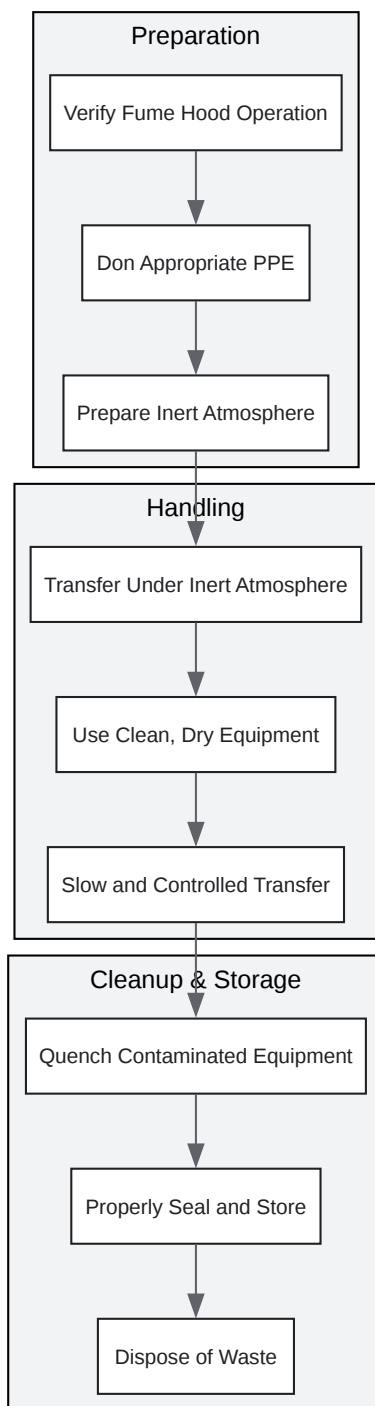 Preparation
Verify Fume Hood Operation
Don Appropriate PPE
Prepare Inert Atmosphere
Handling
Transfer Under Inert Atmosphere
Use Clean, Dry Equipment
Slow and Controlled Transfer
Cleanup & Storage
Quench Contaminated Equipment
Properly Seal and Store
Dispose of Waste